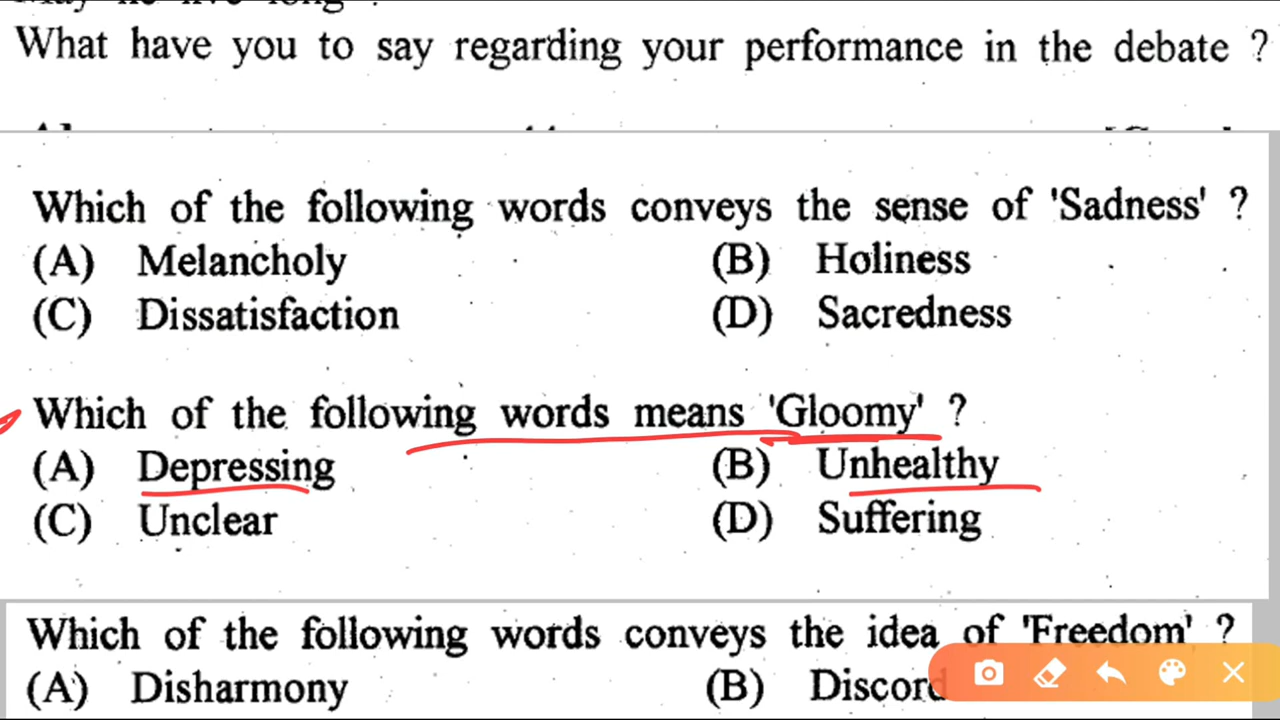 What have you to say regarding your performance in the debate ?
Which of the following words conveys the sense of 'Sadness' ?
(A) Melancholy (B) Holiness
(C) Dissatisfaction (D) Sacredness
Which of the following words means 'Gloomy' ?
(A) Depressing (B) Unhealthy
(C) Unclear (D) Suffering
Which of the following words conveys the idea of 'Freedom' ?
(A) Disharmony (B) Discord